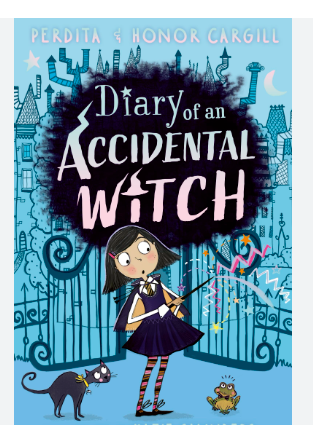 PERDITA & HONOR CARGILL
Diary of an
ACCIDENTAL
WITCH